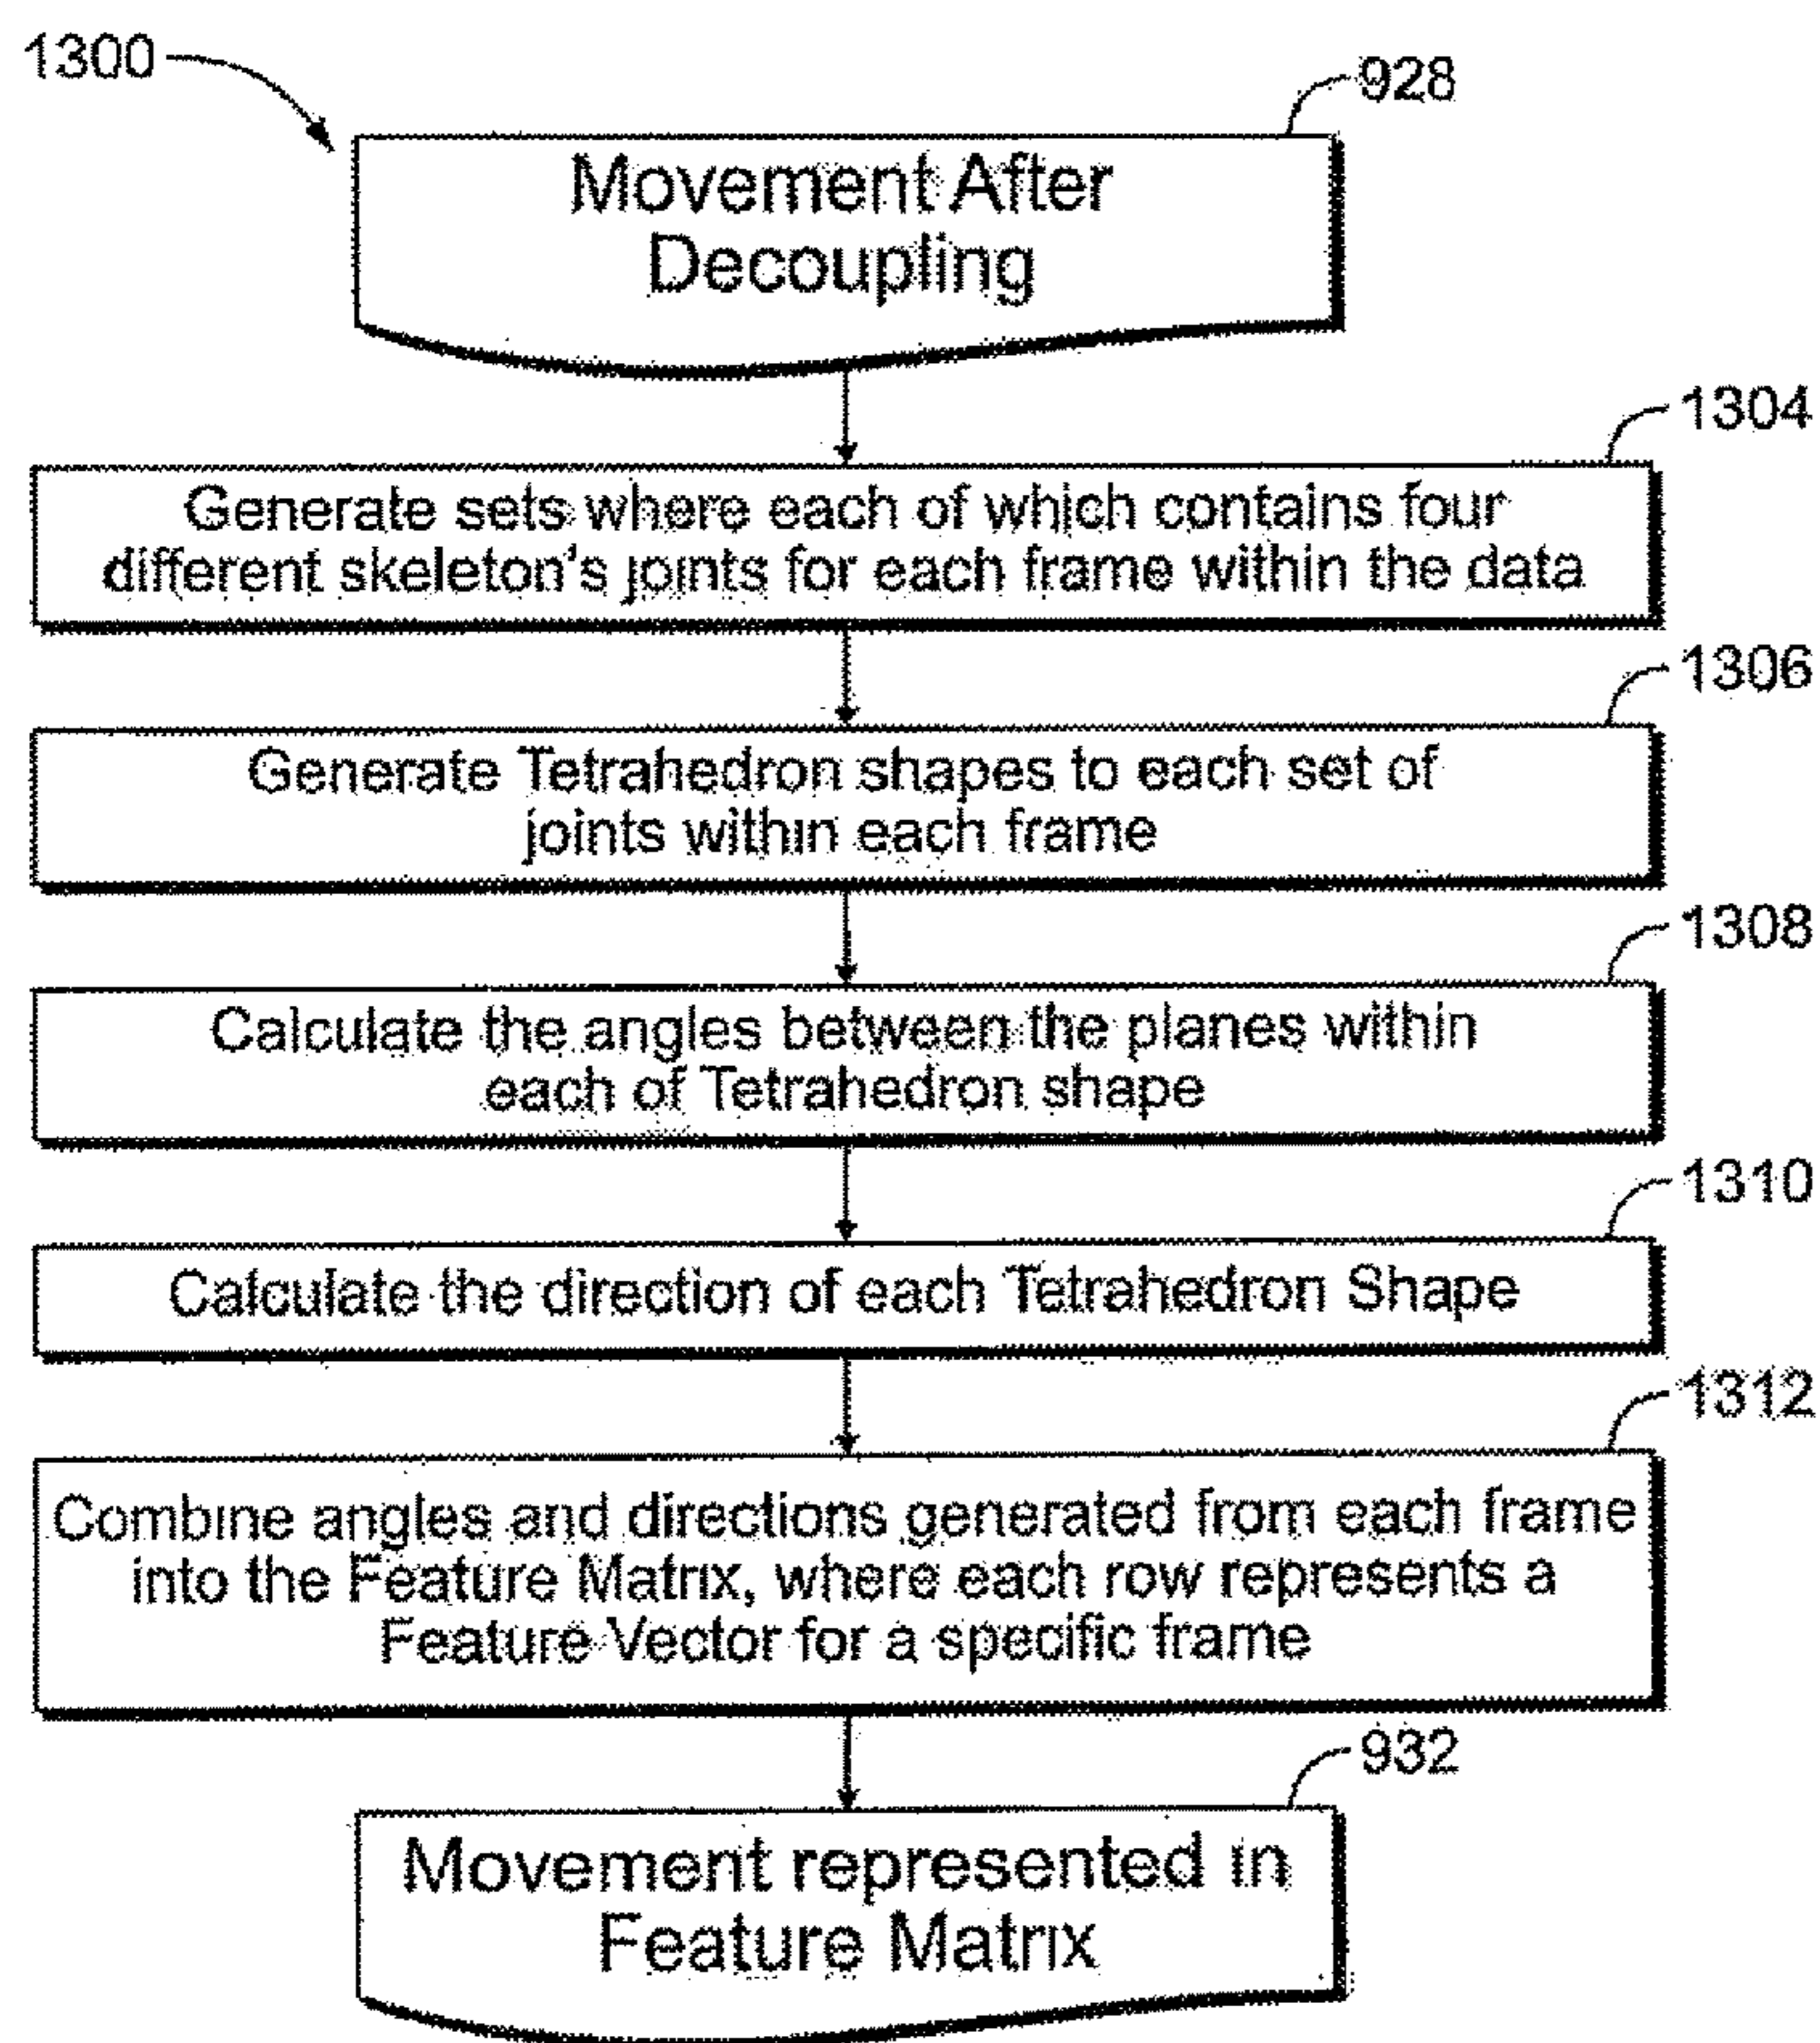 1300
928
Movement After
Decoupling
1304
Generate sets where each of which contains four
different skeleton's joints for each frame within the data
1306
Generate Tetrahedron shapes to each set of
joints within each frame
1308
Calculate the angles between the planes within
each of Tetrahedron shape
1310
Calculate the direction of each Tetrahedron Shape
1312
Combine angles and directions generated from each frame
into the Feature Matrix, where each row represents a
Feature Vector for a specific frame
932
Movement represented in
Feature Matrix